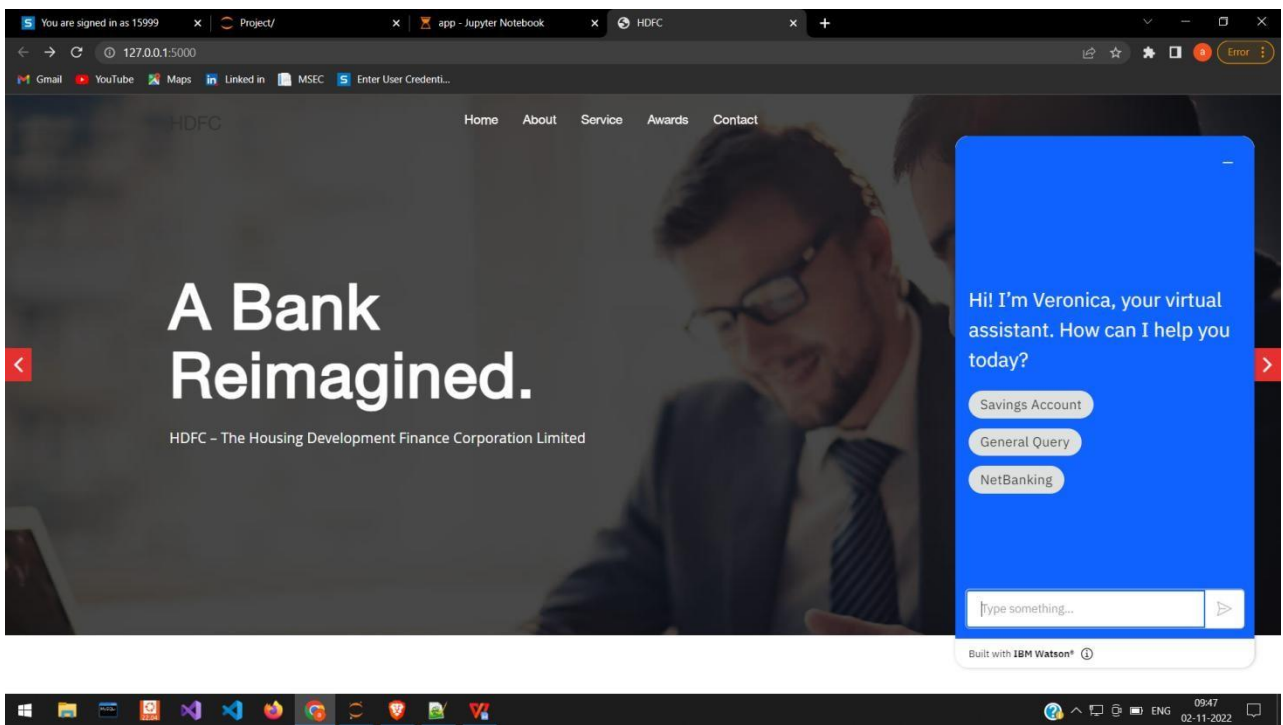 You are signed in as 15999
Project/
app - Jupyter Notebook
HDFC
127.0.0.1:5000
a
Error
Gmail
YouTube
Maps
Linked in
MSEC
Enter User Credenti...
HDFC
Home About Service Awards Contact
A Bank
Reimagined.
HDFC – The Housing Development Finance Corporation Limited
Hi! I’m Veronica, your virtual
assistant. How can I help you
today?
Savings Account
General Query
NetBanking
Type something...
Built with IBM Watson®
22.04
ENG
09:47
02-11-2022